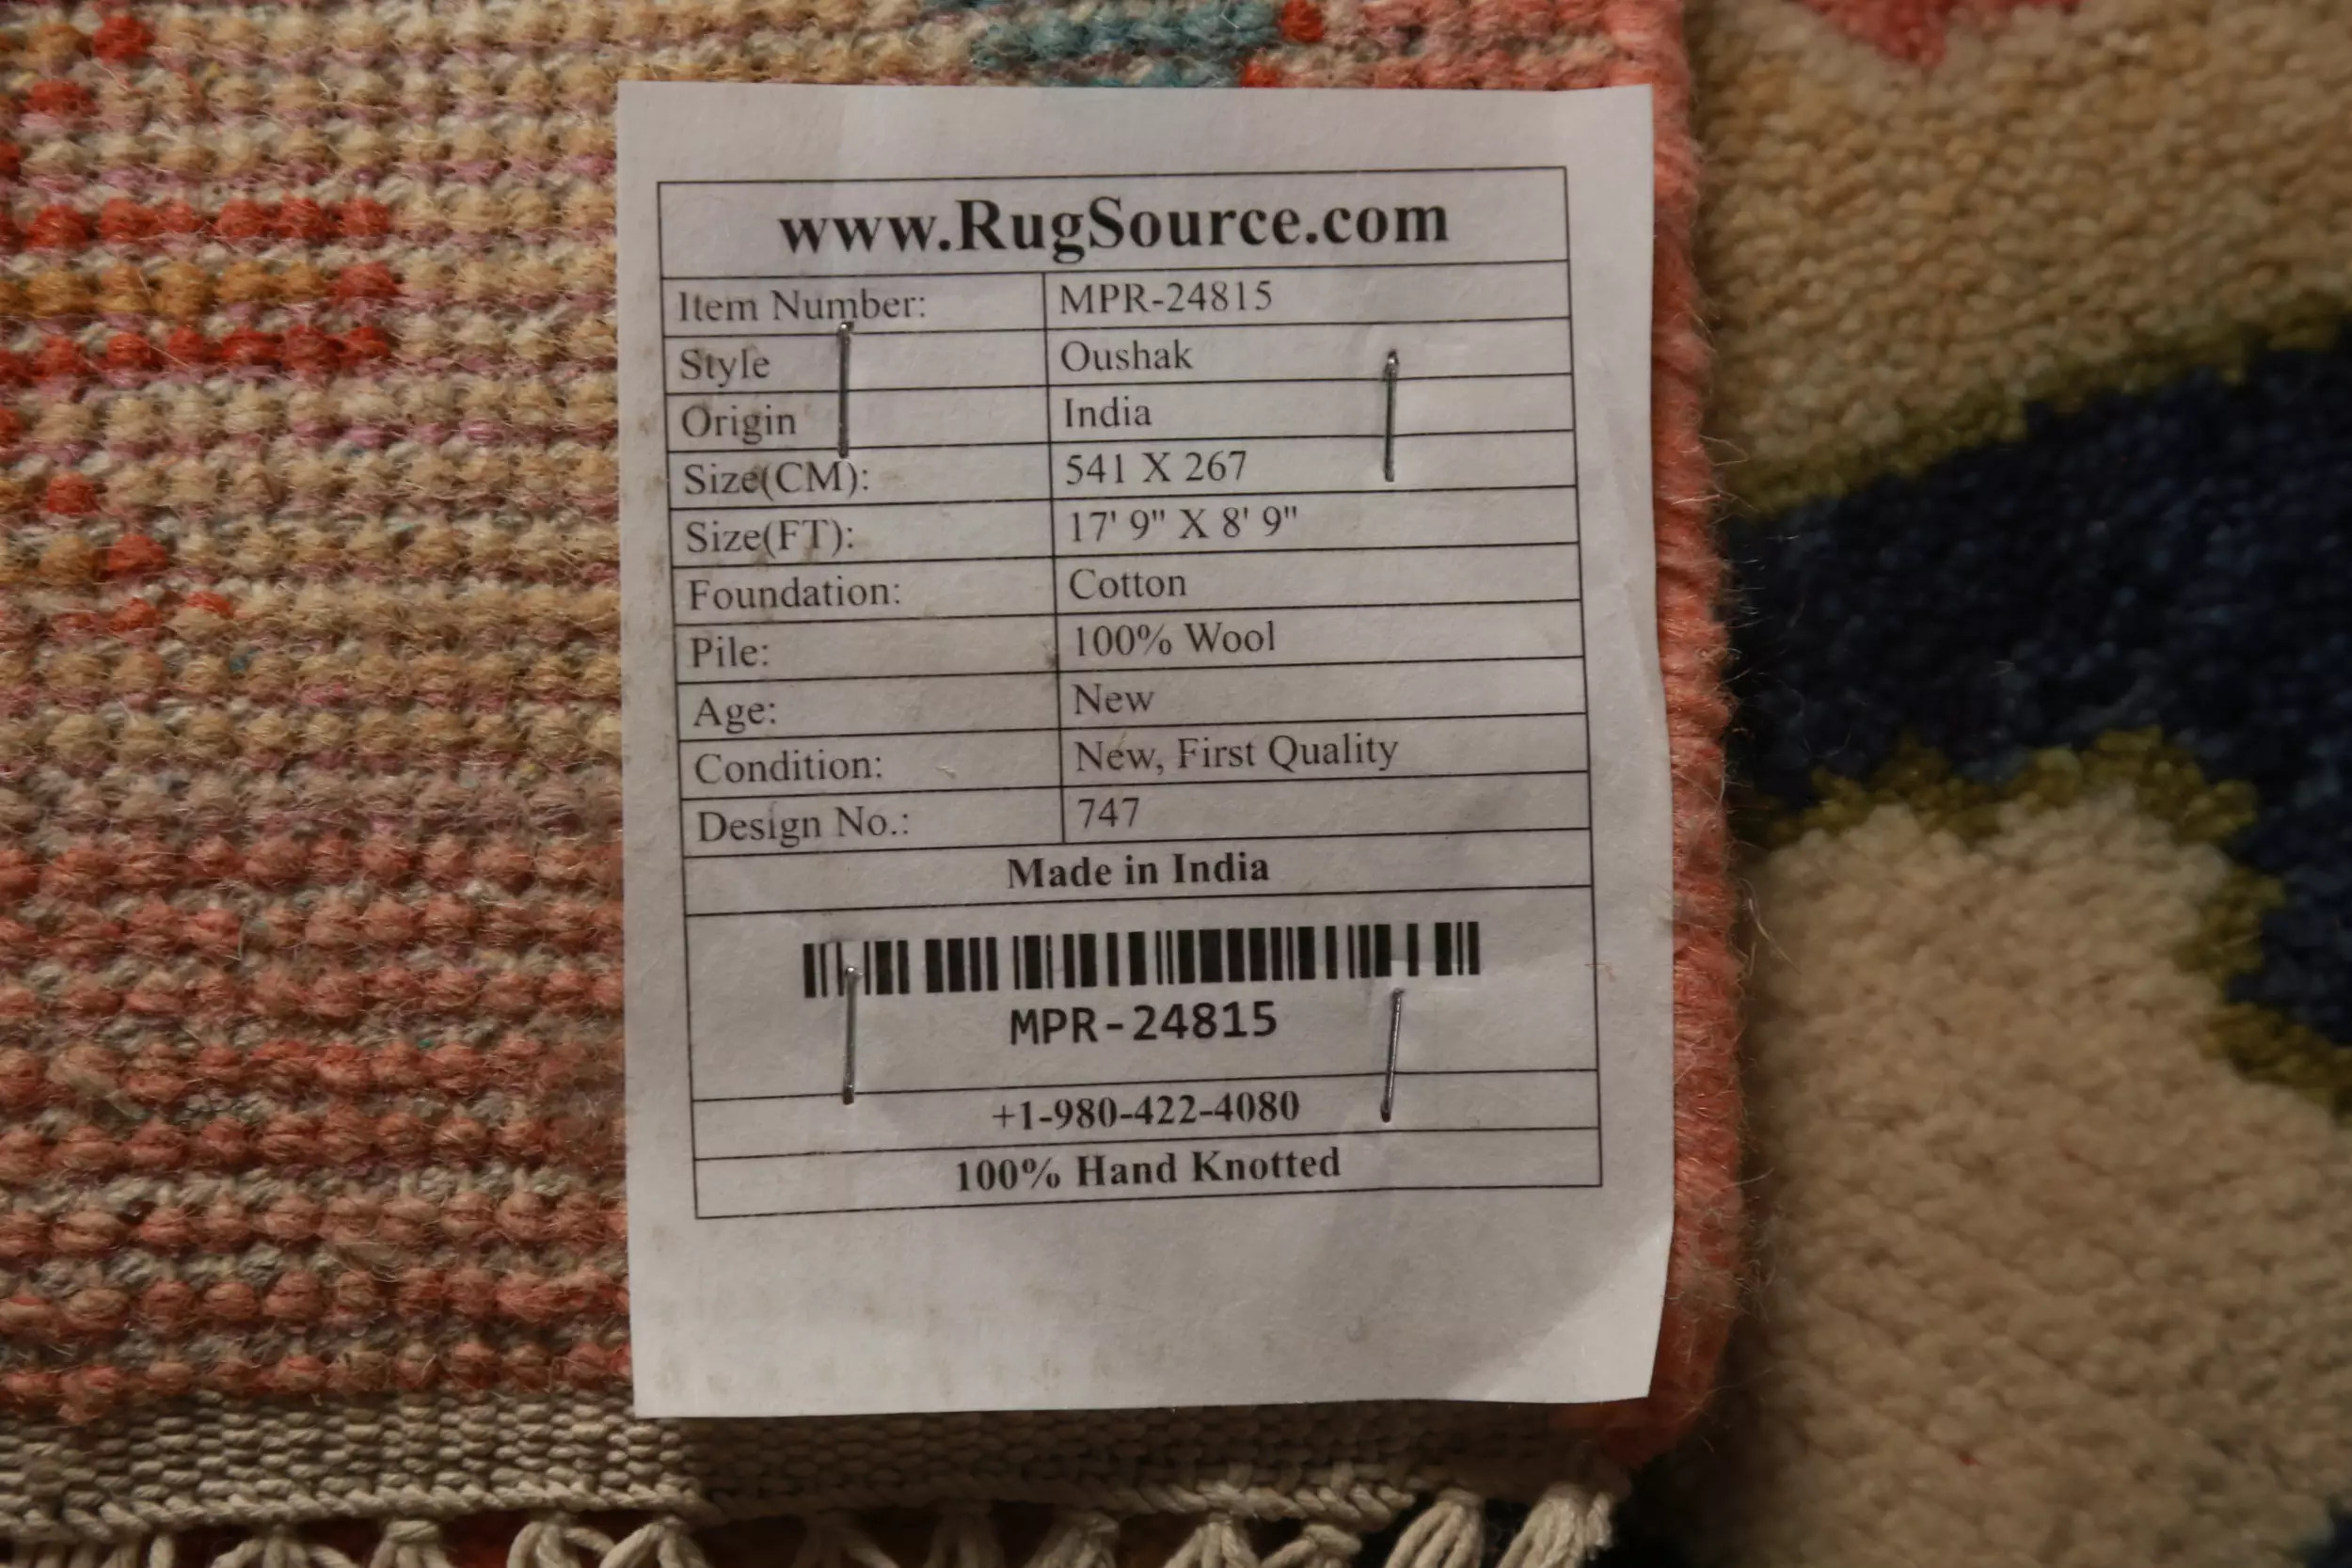 www.RugSource.com
Item Number: MPR-24815
Style Oushak
Origin India
Size(CM): 541 X 267
Size(FT): 17' 9" X 8' 9"
Foundation: Cotton
Pile: 100% Wool
Age: New
Condition: New, First Quality
Design No.: 747
Made in India
MPR-24815
+1-980-422-4080
100% Hand Knotted